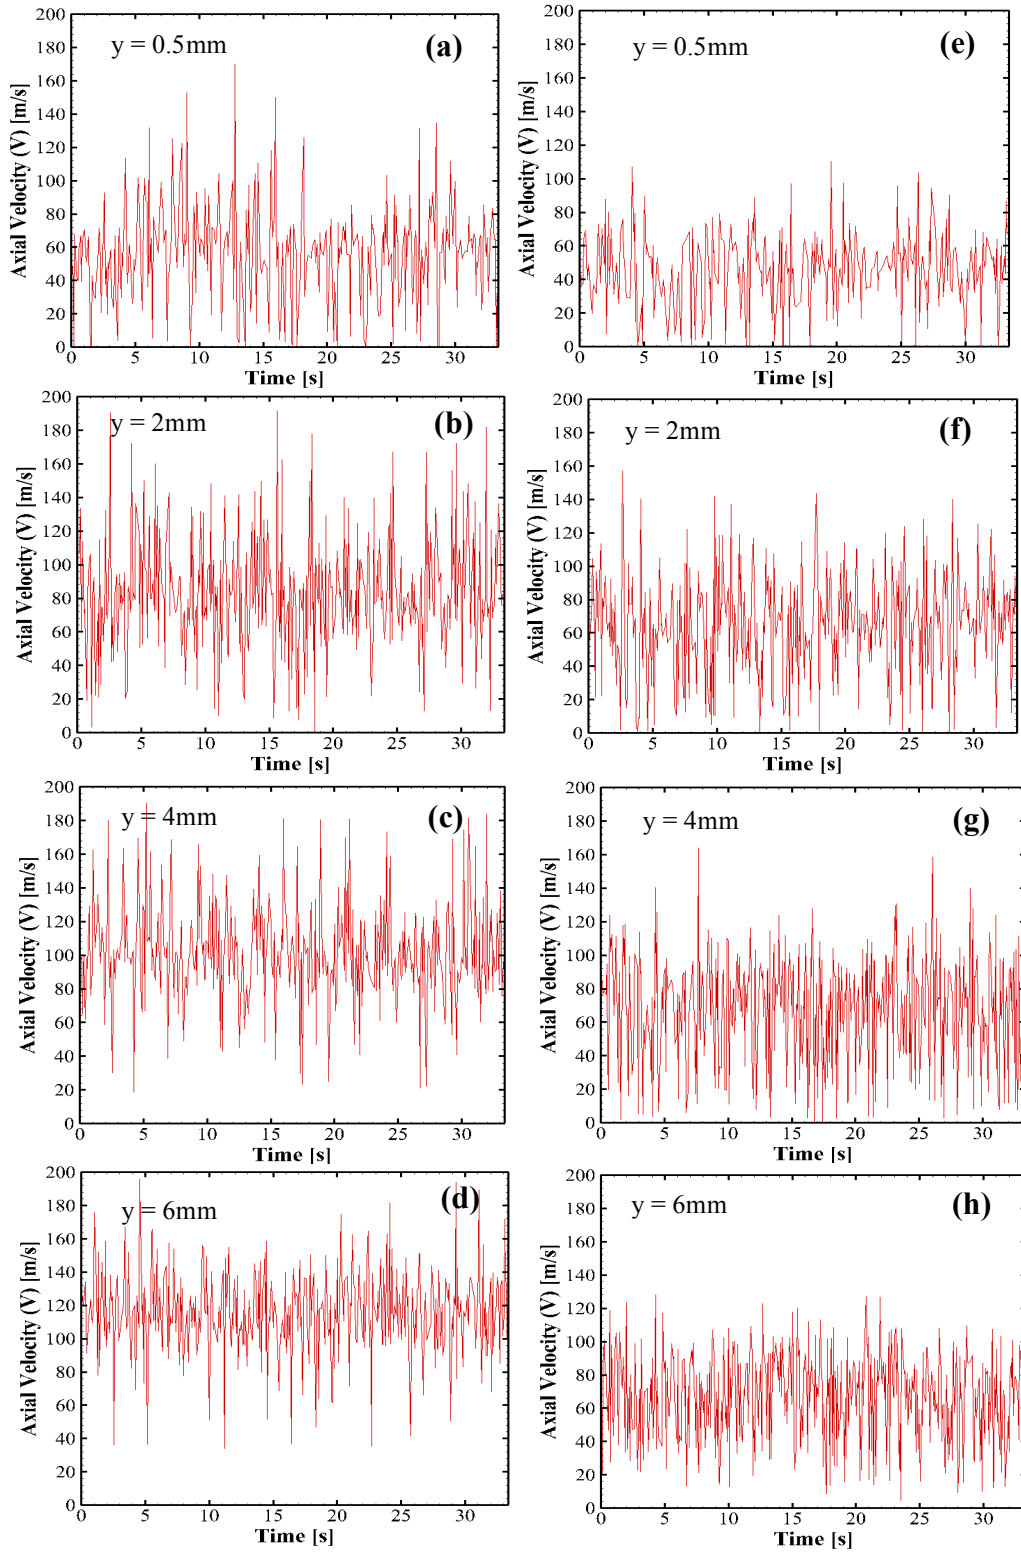 200
180
160
140
120
100
80
60
40
20
0
Axial Velocity (V) [m/s]
y = 0.5mm
(a)
0 5 10 15 20 25 30
Time [s]
200
180
160
140
120
100
80
60
40
20
0
Axial Velocity (V) [m/s]
y = 0.5mm
(e)
0 5 10 15 20 25 30
Time [s]
200
180
160
140
120
100
80
60
40
20
0
Axial Velocity (V) [m/s]
y = 2mm
(b)
0 5 10 15 20 25 30
Time [s]
200
180
160
140
120
100
80
60
40
20
0
Axial Velocity (V) [m/s]
y = 2mm
(f)
0 5 10 15 20 25 30
Time [s]
200
180
160
140
120
100
80
60
40
20
0
Axial Velocity (V) [m/s]
y = 4mm
(c)
0 5 10 15 20 25 30
Time [s]
200
180
160
140
120
100
80
60
40
20
0
Axial Velocity (V) [m/s]
y = 4mm
(g)
0 5 10 15 20 25 30
Time [s]
200
180
160
140
120
100
80
60
40
20
0
Axial Velocity (V) [m/s]
y = 6mm
(d)
0 5 10 15 20 25 30
Time [s]
200
180
160
140
120
100
80
60
40
20
0
Axial Velocity (V) [m/s]
y = 6mm
(h)
0 5 10 15 20 25 30
Time [s]